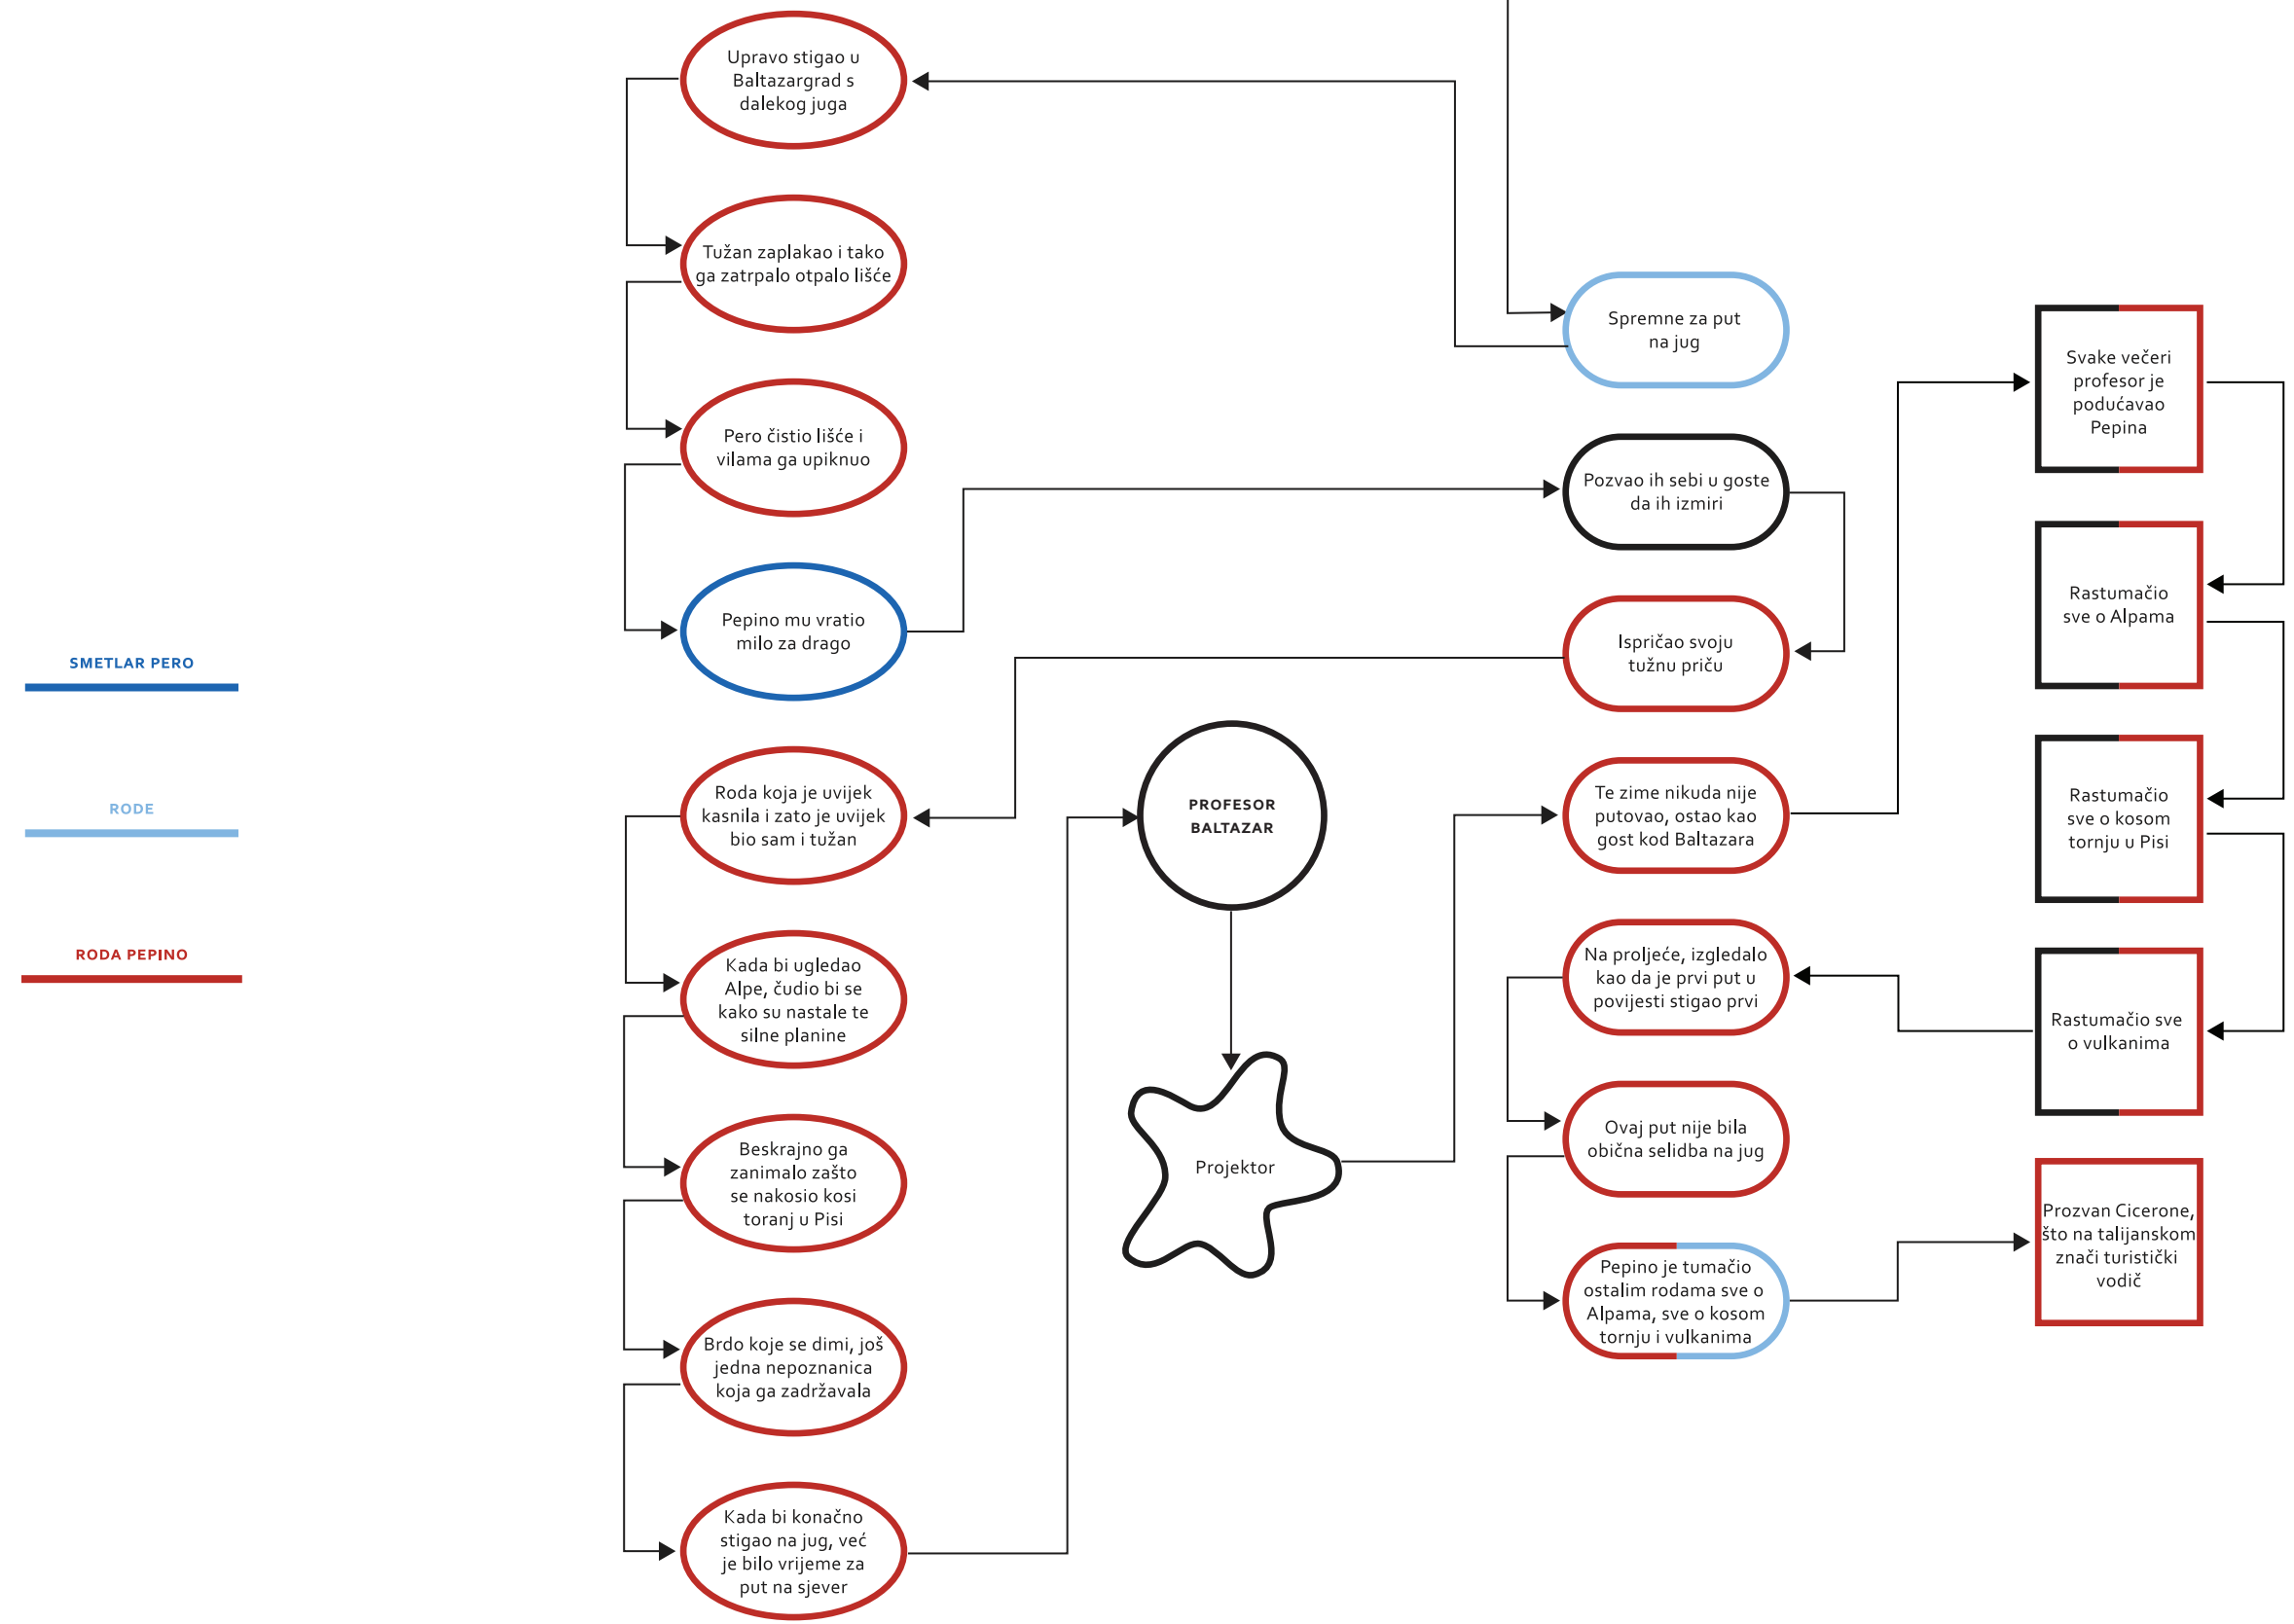 Upravo stigao u
Baltazargrad s
dalekog juga
Tužan zaplakao i tako
ga zatrpalo otpalo lišće
Pero čistio lišće i
vilama ga upiknuo
Pepino mu vratio
milo za drago
SMETLAR PERO
RODE
RODA PEPINO
Roda koja je uvijek
kasnila i zato je uvijek
bio sam i tužan
Kada bi ugledao
Alpe, čudio bi se
kako su nastale te
silne planine
Beskrajno ga
zanimalo zašto
se nakosio kosi
toranj u Pisi
Brdo koje se dimi, još
jedna nepoznanica
koja ga zadržavala
Kada bi konačno
stigao na jug, već
je bilo vrijeme za
put na sjever
PROFESOR
BALTAZAR
Projektor
Spremne za put
na jug
Pozvao ih sebi u goste
da ih izmiri
Ispričao svoju
tužnu priču
Te zime nikuda nije
putovao, ostao kao
gost kod Baltazara
Na proljeće, izgledalo
kao da je prvi put u
povijesti stigao prvi
Ovaj put nije bila
obična selidba na jug
Pepino je tumačio
ostalim rodama sve o
Alpama, sve o kosom
tornju i vulkanima
Svake večeri
profesor je
podućavao
Pepina
Rastumačio
sve o Alpama
Rastumačio
sve o kosom
tornju u Pisi
Rastumačio sve
o vulkanima
Prozvan Cicerone,
što na talijanskom
znači turistički
vodič